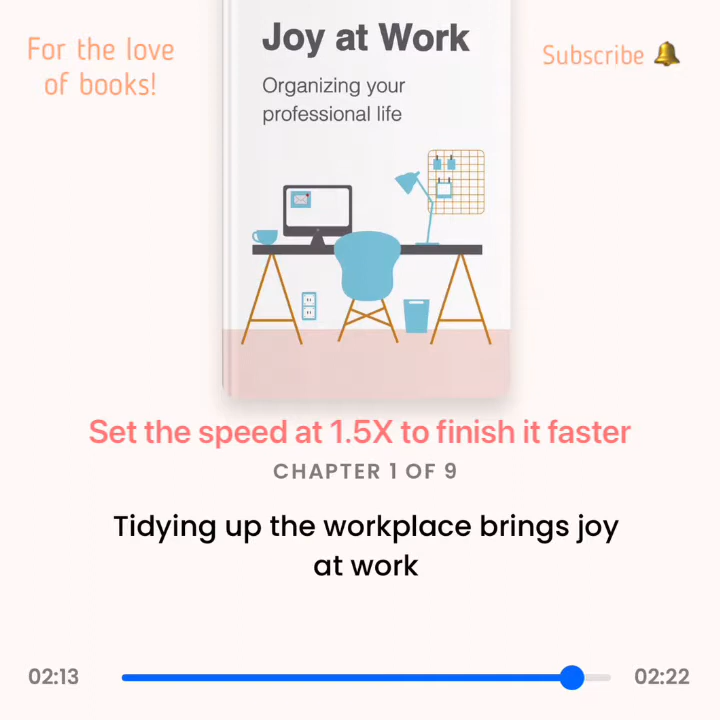 For the love
of books!
Subscribe 🔔
Joy at Work
Organizing your
professional life
Set the speed at 1.5X to finish it faster
CHAPTER 1 OF 9
Tidying up the workplace brings joy
at work
02:13
02:22